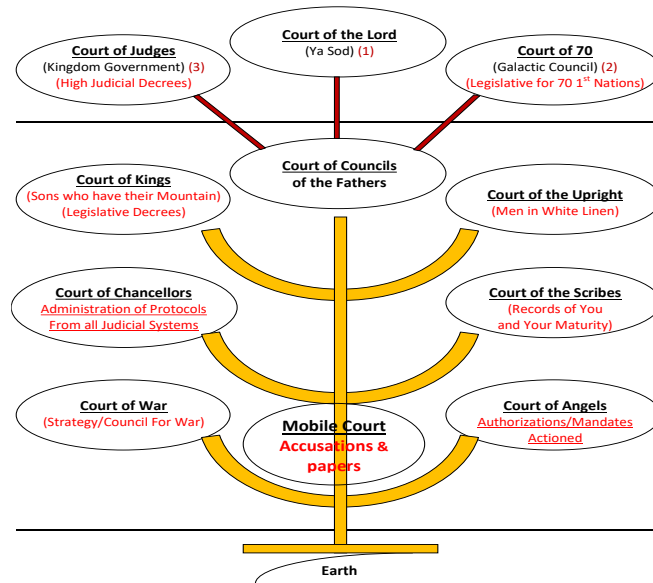 Court of the Lord
(Ya Sod) (1)
Court of Judges
(Kingdom Government) (3)
(High Judicial Decrees)
Court of 70
(Galactic Council) (2)
(Legislative for 70 1st Nations)
Court of Councils
of the Fathers
Court of Kings
(Sons who have their Mountain)
(Legislative Decrees)
Court of the Upright
(Men in White Linen)
Court of Chancellors
Administration of Protocols
From all Judicial Systems
Court of the Scribes
(Records of You
and Your Maturity)
Court of War
(Strategy/Council For War)
Mobile Court
Accusations &
papers
Court of Angels
Authorizations/Mandates
Actioned
Earth